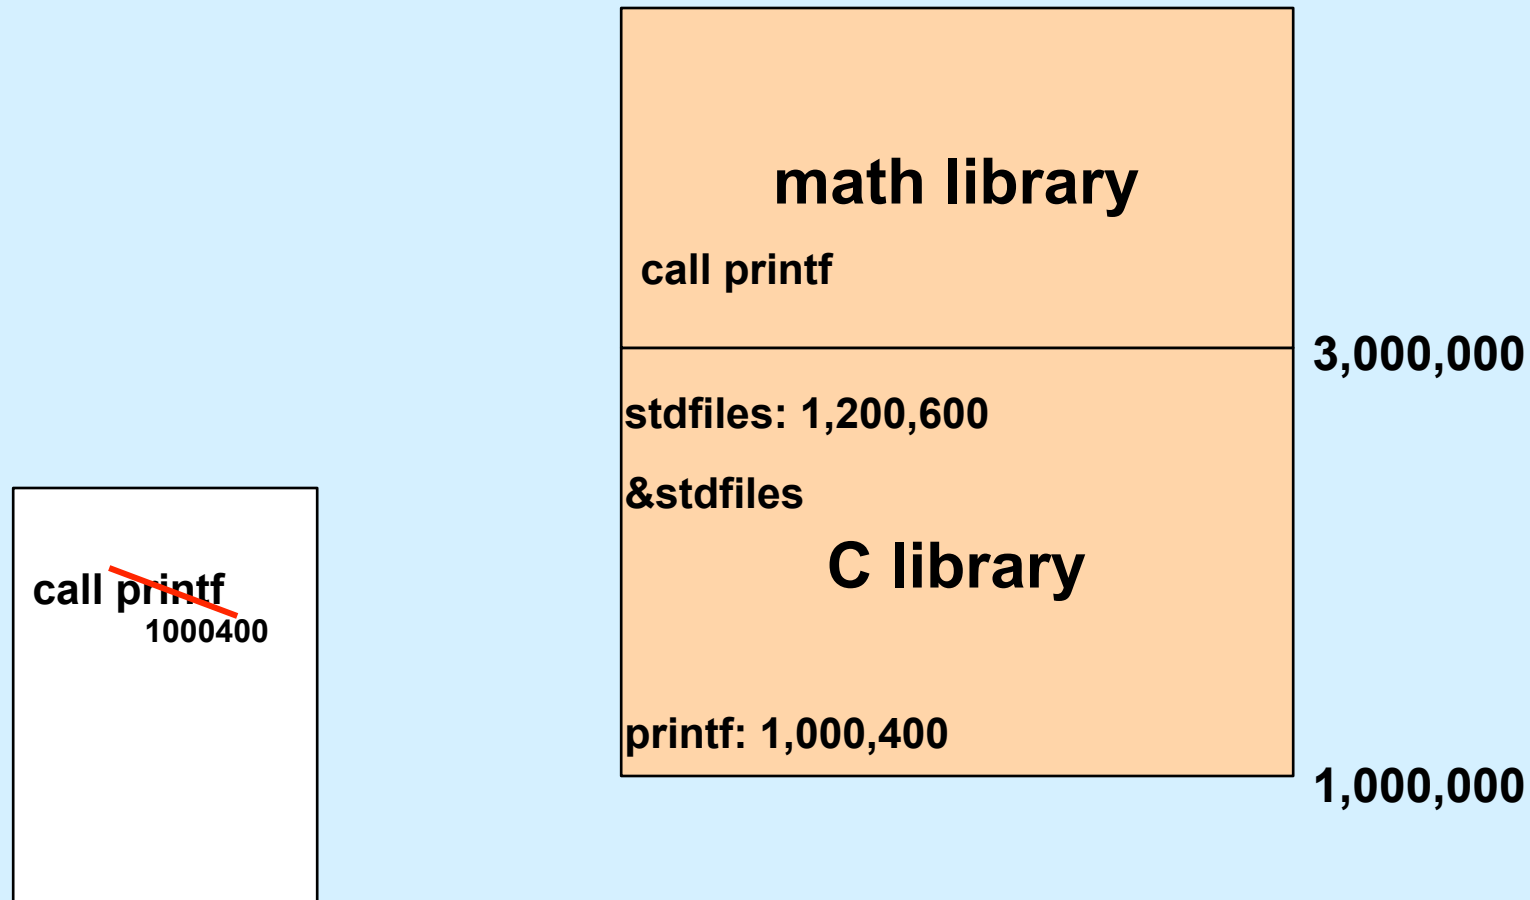 math library
call printf
3,000,000
stdfiles: 1,200,600
&stdfiles
C library
call printf
1000400
printf: 1,000,400
1,000,000